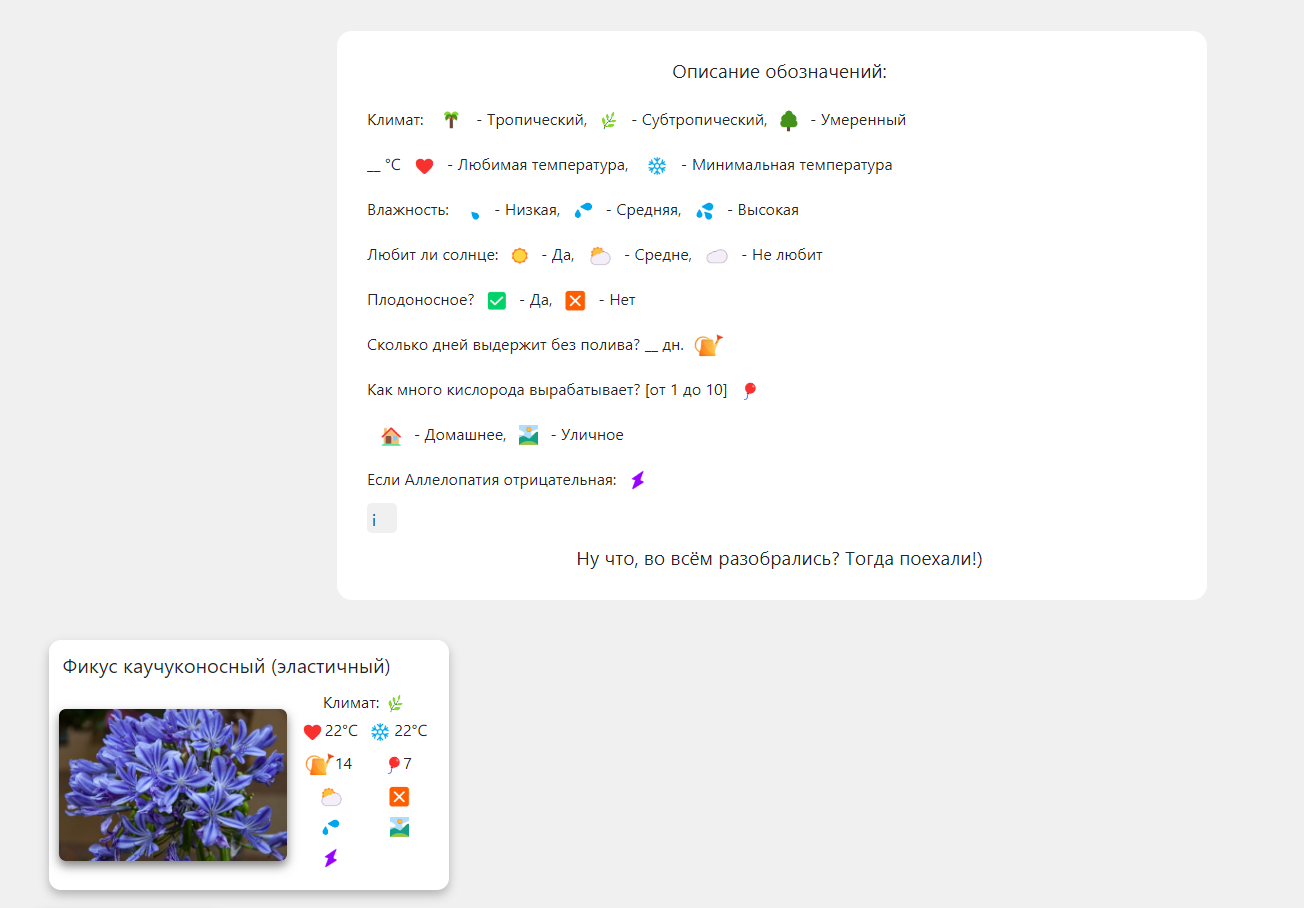 Описание обозначений:
Климат: - Тропический, - Субтропический, - Умеренный
__ °C - Любимая температура, - Минимальная температура
Влажность: - Низкая, - Средняя, - Высокая
Любит ли солнце: - Да, - Средне, - Не любит
Плодоносное? - Да, - Нет
Сколько дней выдержит без полива? __ дн.
Как много кислорода вырабатывает? [от 1 до 10]
- Домашнее, - Уличное
Если Аллелопатия отрицательная:
i
Ну что, во всём разобрались? Тогда поехали!)
Фикус каучуконосный (эластичный)
Климат:
22°C 22°C
14 7